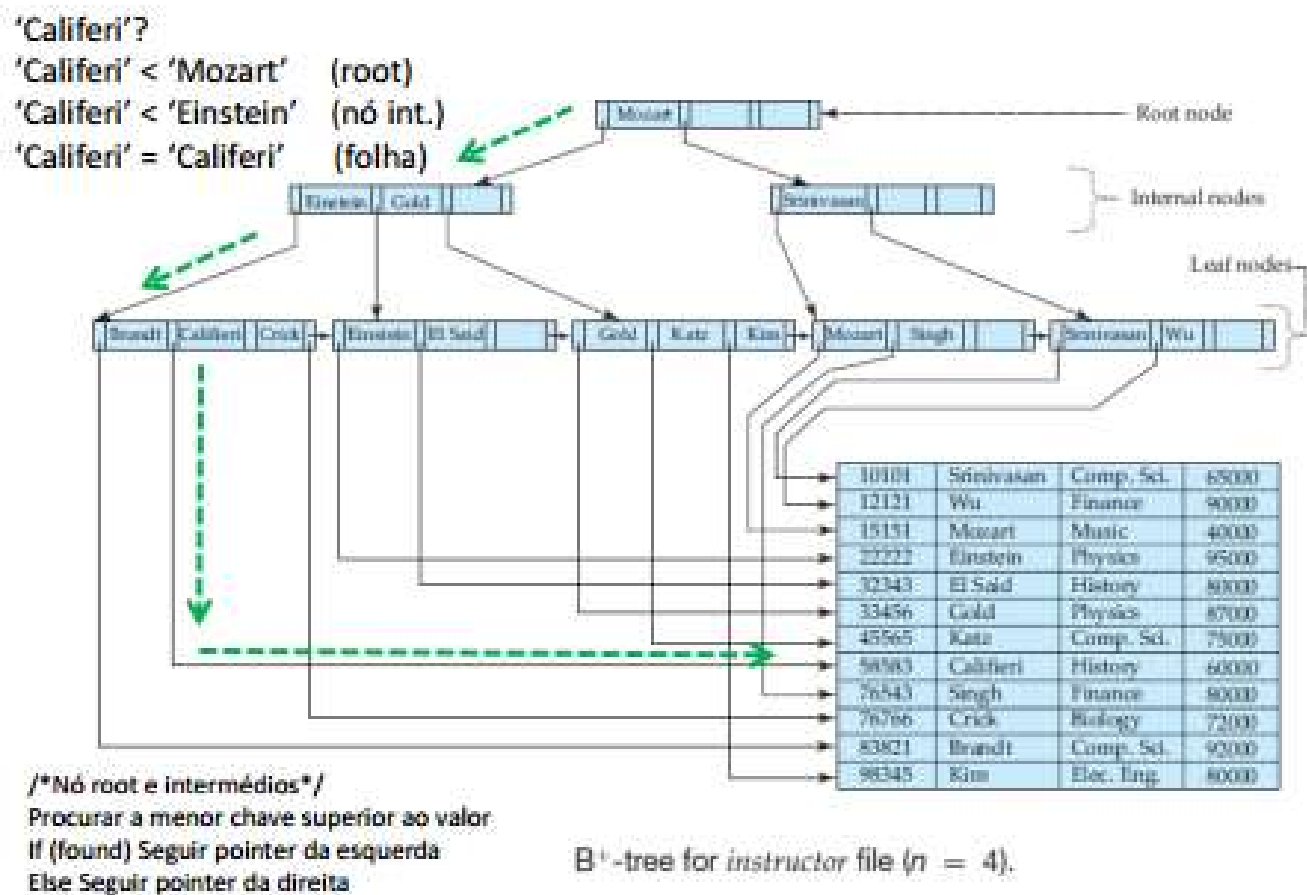 'Califeri'?
'Califeri' < 'Mozart' (root)
'Califeri' < 'Einstein' (nó int.)
'Califeri' = 'Califeri' (folha)
Mozart
Root node
Einstein Gold
Srinivasan
Internal nodes
Leaf nodes
Brandt Califieri Crick Einstein El Said Gold Katz Kim Mozart Singh Srinivasan Wu
10101 Srinivasan Comp. Sci. 65000
12121 Wu Finance 90000
15151 Mozart Music 40000
22222 Einstein Physics 95000
32343 El Said History 80000
33456 Gold Physics 87000
45565 Katz Comp. Sci. 75000
58583 Califieri History 60000
76543 Singh Finance 80000
76766 Crick Biology 72000
83821 Brandt Comp. Sci. 92000
98345 Kim Elec. Eng. 80000
/*Nó root e intermédios*/
Procurar a menor chave superior ao valor
If (found) Seguir pointer da esquerda
Else Seguir pointer da direita
B+-tree for instructor file (n = 4).